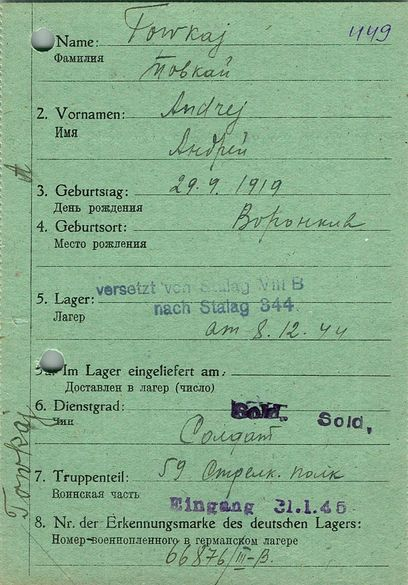 449
Name: Towkaj
Фамилия
Товкай
2. Vornamen: Andrej
Имя
Андрей
3. Geburtstag: 29.9.1919
День рождения
4. Geburtsort: Воронкив
Место рождения
versetzt von Stalag VIII B
nach Stalag 344
5. Lager:
Лагер
am 8.12.44
Im Lager eingeliefert am:
Доставлен в лагер (число)
6. Dienstgrad: Sold. Sold,
Чин
Солдат
7. Truppenteil: 59 Стрелк. полк
Воинская часть
Eingang 31.1.45
8. Nr. der Erkennungsmarke des deutschen Lagers:
Номер военнопленного в германском лагере
66876/III-B.
Towkaj